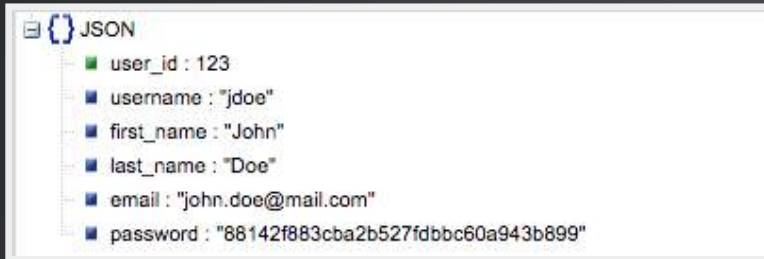 {} JSON
user_id : 123
username : "jdoe"
first_name : "John"
last_name : "Doe"
email : "john.doe@mail.com"
password : "88142f883cba2b527fdbbc60a943b899"